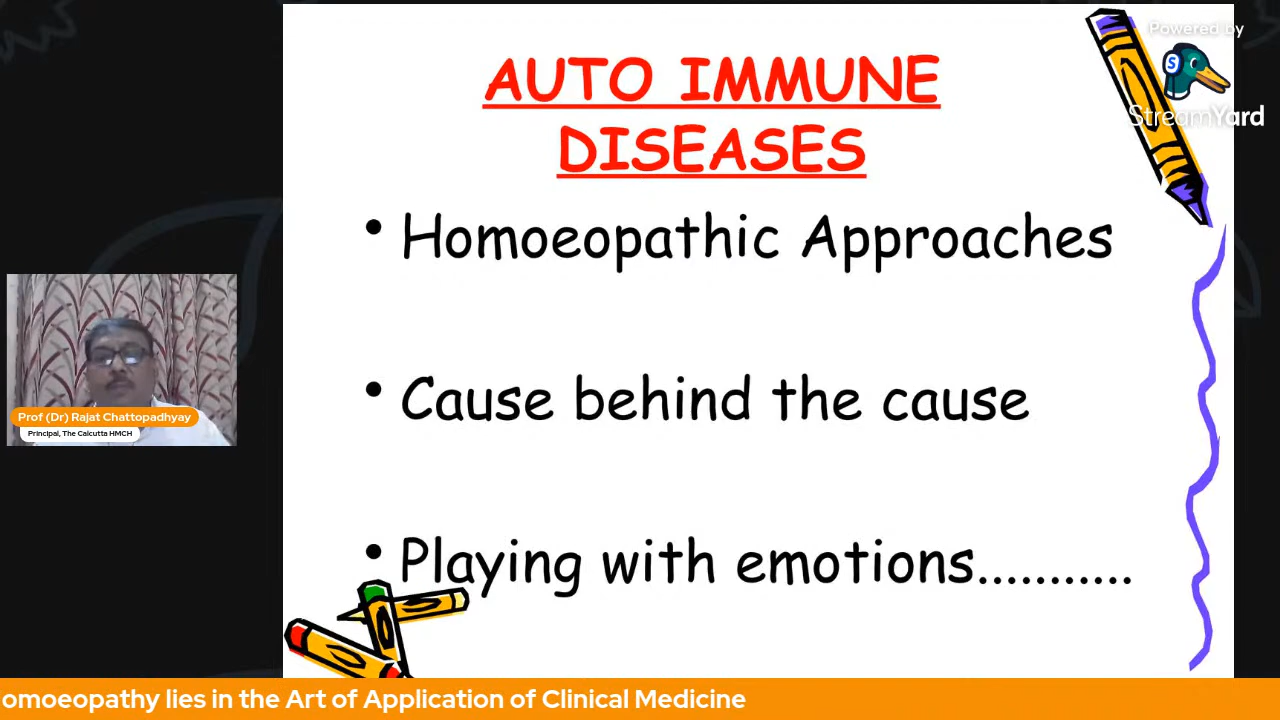 AUTO IMMUNE
DISEASES
• Homoeopathic Approaches
• Cause behind the cause
• Playing with emotions...........
Powered by
StreamYard
Prof (Dr) Rajat Chattopadhyay
Principal, The Calcutta HMCH
omoeopathy lies in the Art of Application of Clinical Medicine